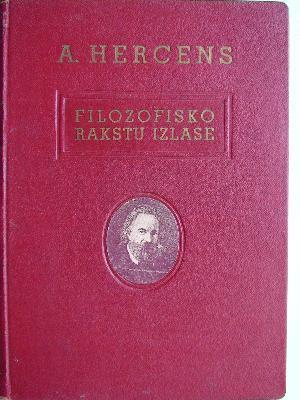 A. HERCENS
FILOZOFISKO
RAKSTU IZLASE